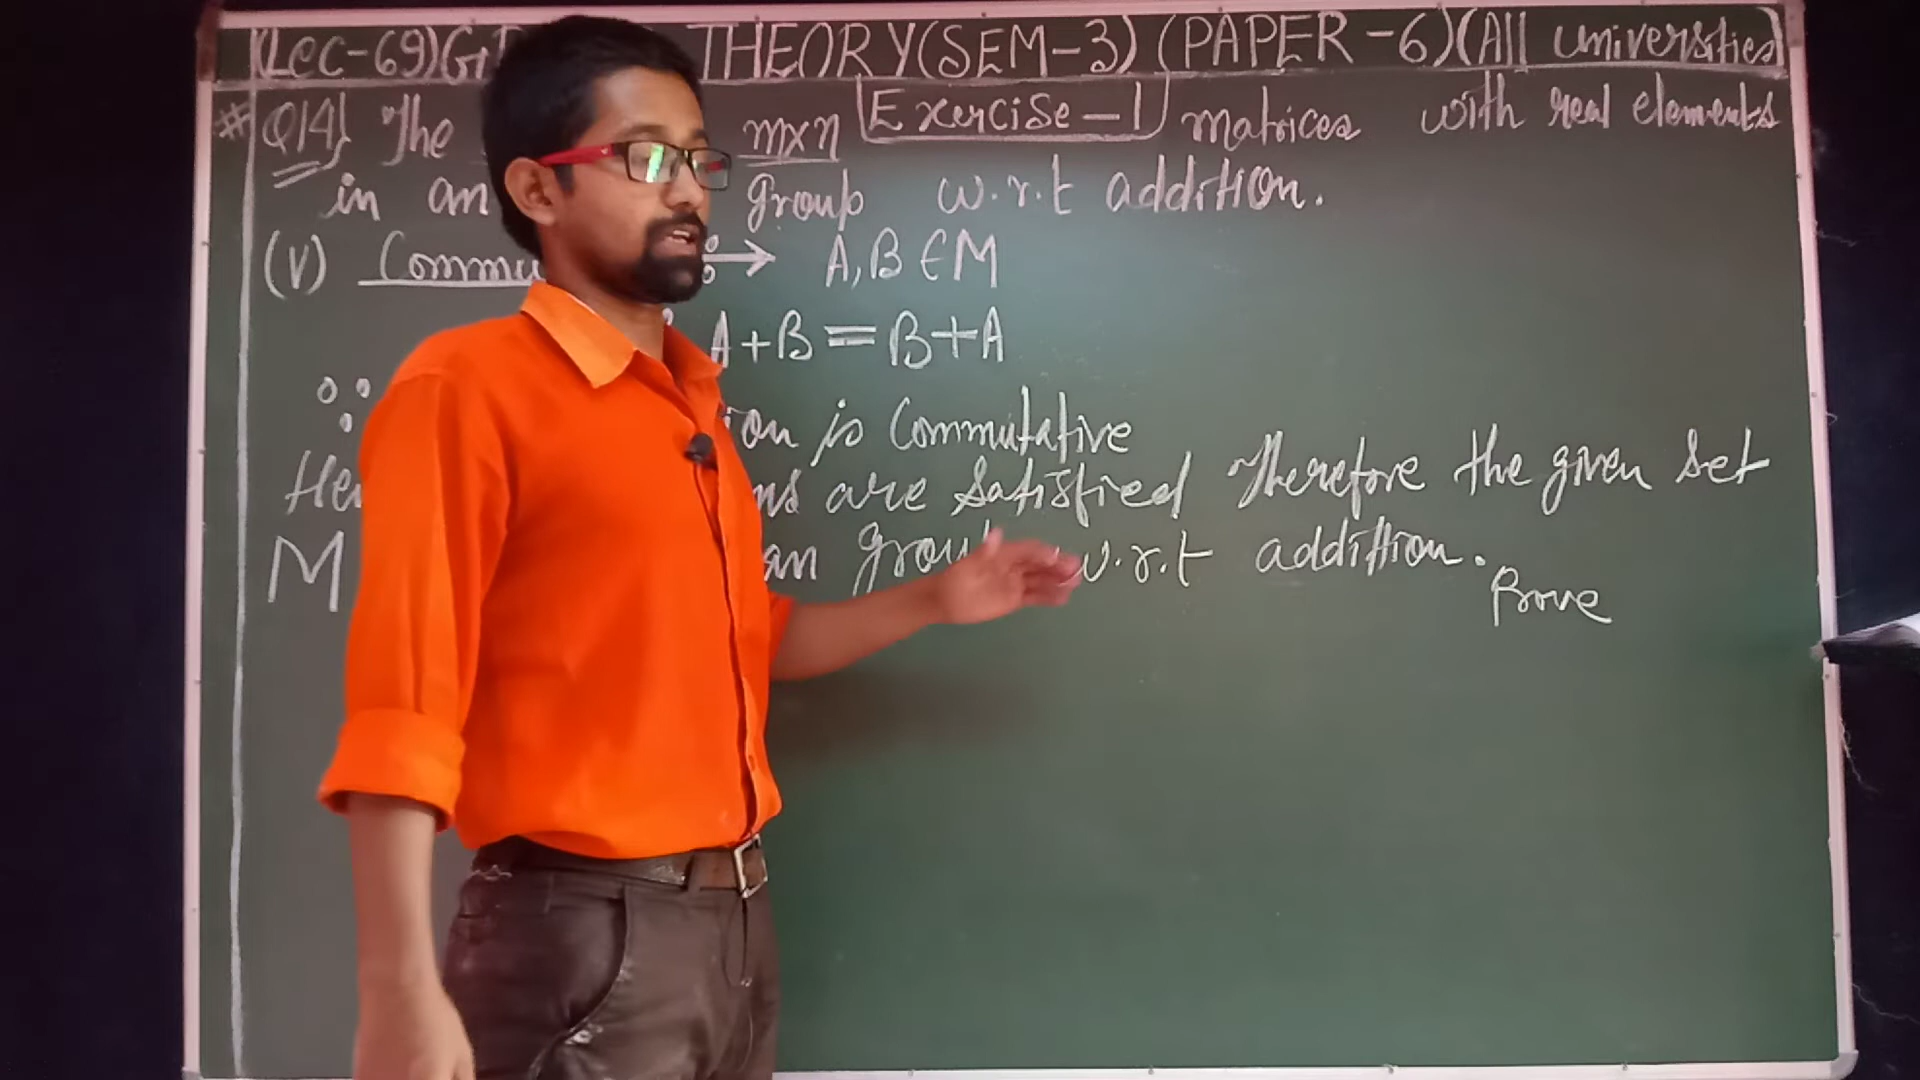 (Lec-69) G THEORY (SEM-3) (PAPER-6) (All universities)
Exercise-1
# Q14} The m×n matrices with real elements
in an group w.r.t addition.
(V) Commu → A, B ∈ M
A+B = B+A
∴ ion is Commutative
He ns are satisfied Therefore the given set
M an group w.r.t addition.
Prove